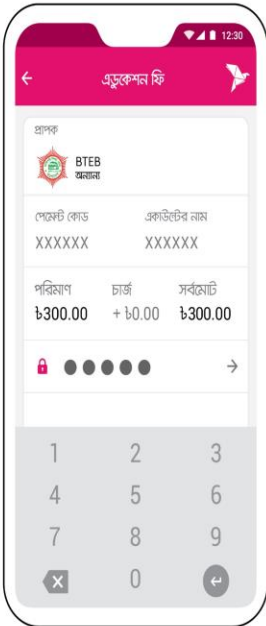 12:30
এডুকেশন ফি
প্রাপক
BTEB
অন্যান্য
পেমেন্ট কোড একাউন্টের নাম
XXXXXX XXXXXX
পরিমাণ চার্জ সর্বমোট
৳300.00 + ৳0.00 ৳300.00
1 2 3
4 5 6
7 8 9
0